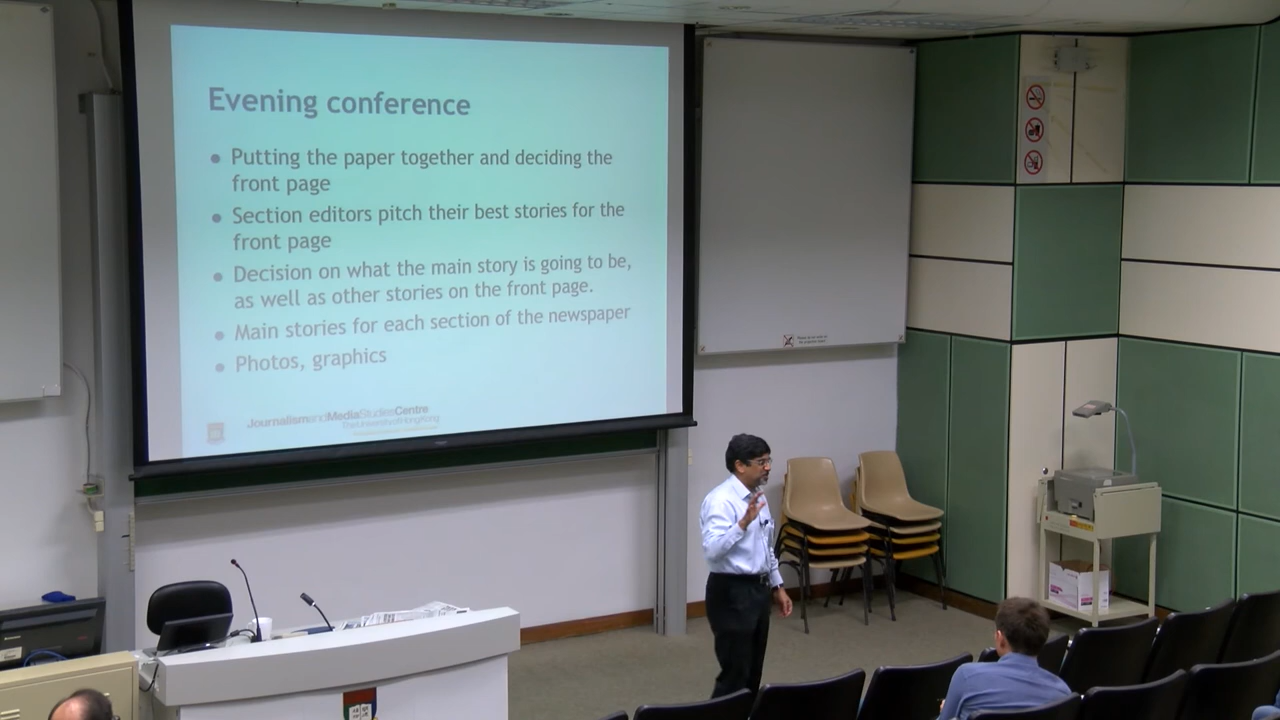 Evening conference
• Putting the paper together and deciding the
front page
• Section editors pitch their best stories for the
front page
• Decision on what the main story is going to be,
as well as other stories on the front page.
• Main stories for each section of the newspaper
• Photos, graphics
JournalismandMediaStudiesCentre
The University of Hong Kong